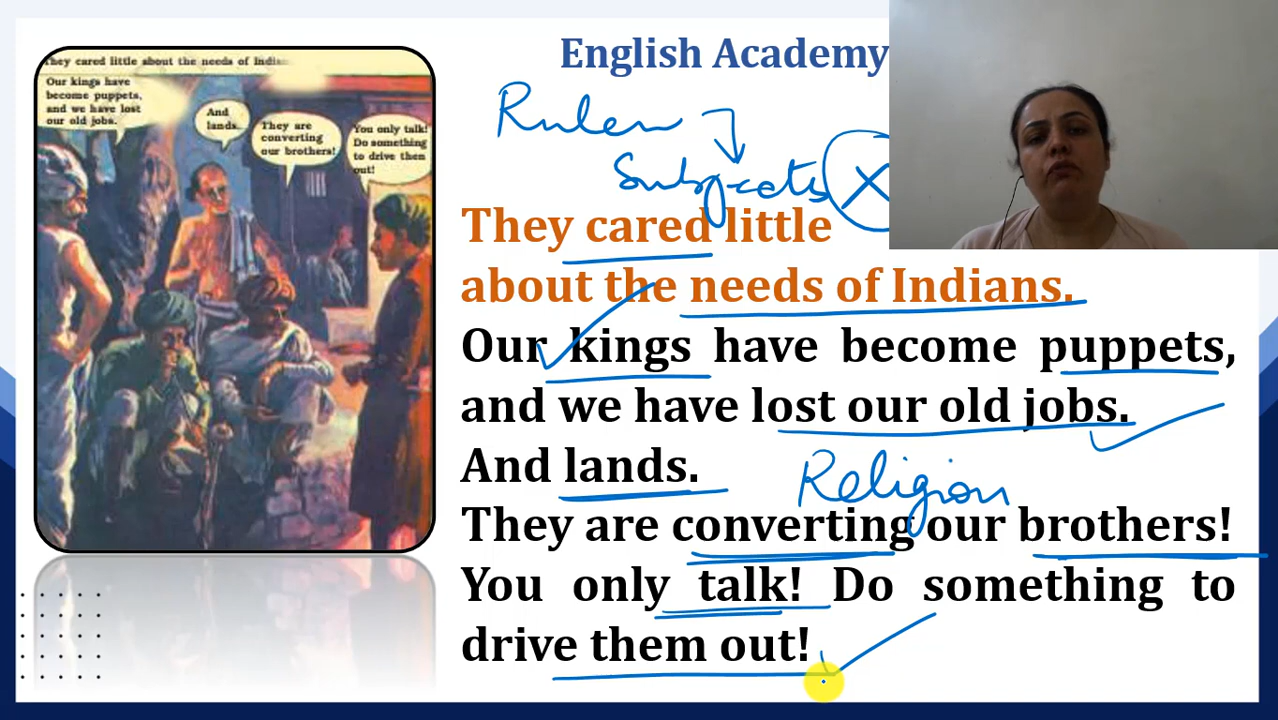 They cared little about the needs of Indians
Our kings have
become puppets,
and we have lost
our old jobs.
And
lands.
They are
converting
our brothers!
You only talk!
Do something
to drive them
out!
English Academy
Rulers
Subjects
They cared little
about the needs of Indians.
Our kings have become puppets,
and we have lost our old jobs.
And lands.
Religion
They are converting our brothers!
You only talk! Do something to
drive them out!